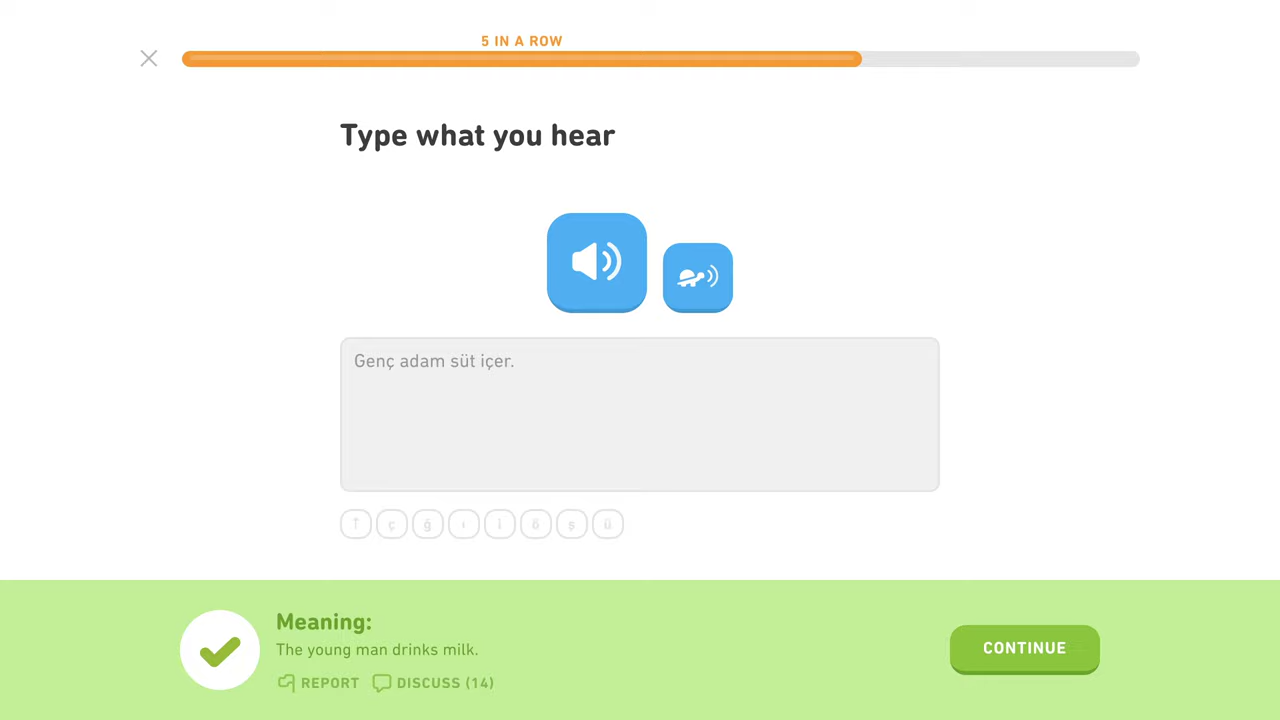 5 IN A ROW
Type what you hear
Genç adam süt içer.
↑ ç ğ ı i ö ş ü
Meaning:
The young man drinks milk.
REPORT DISCUSS (14)
CONTINUE